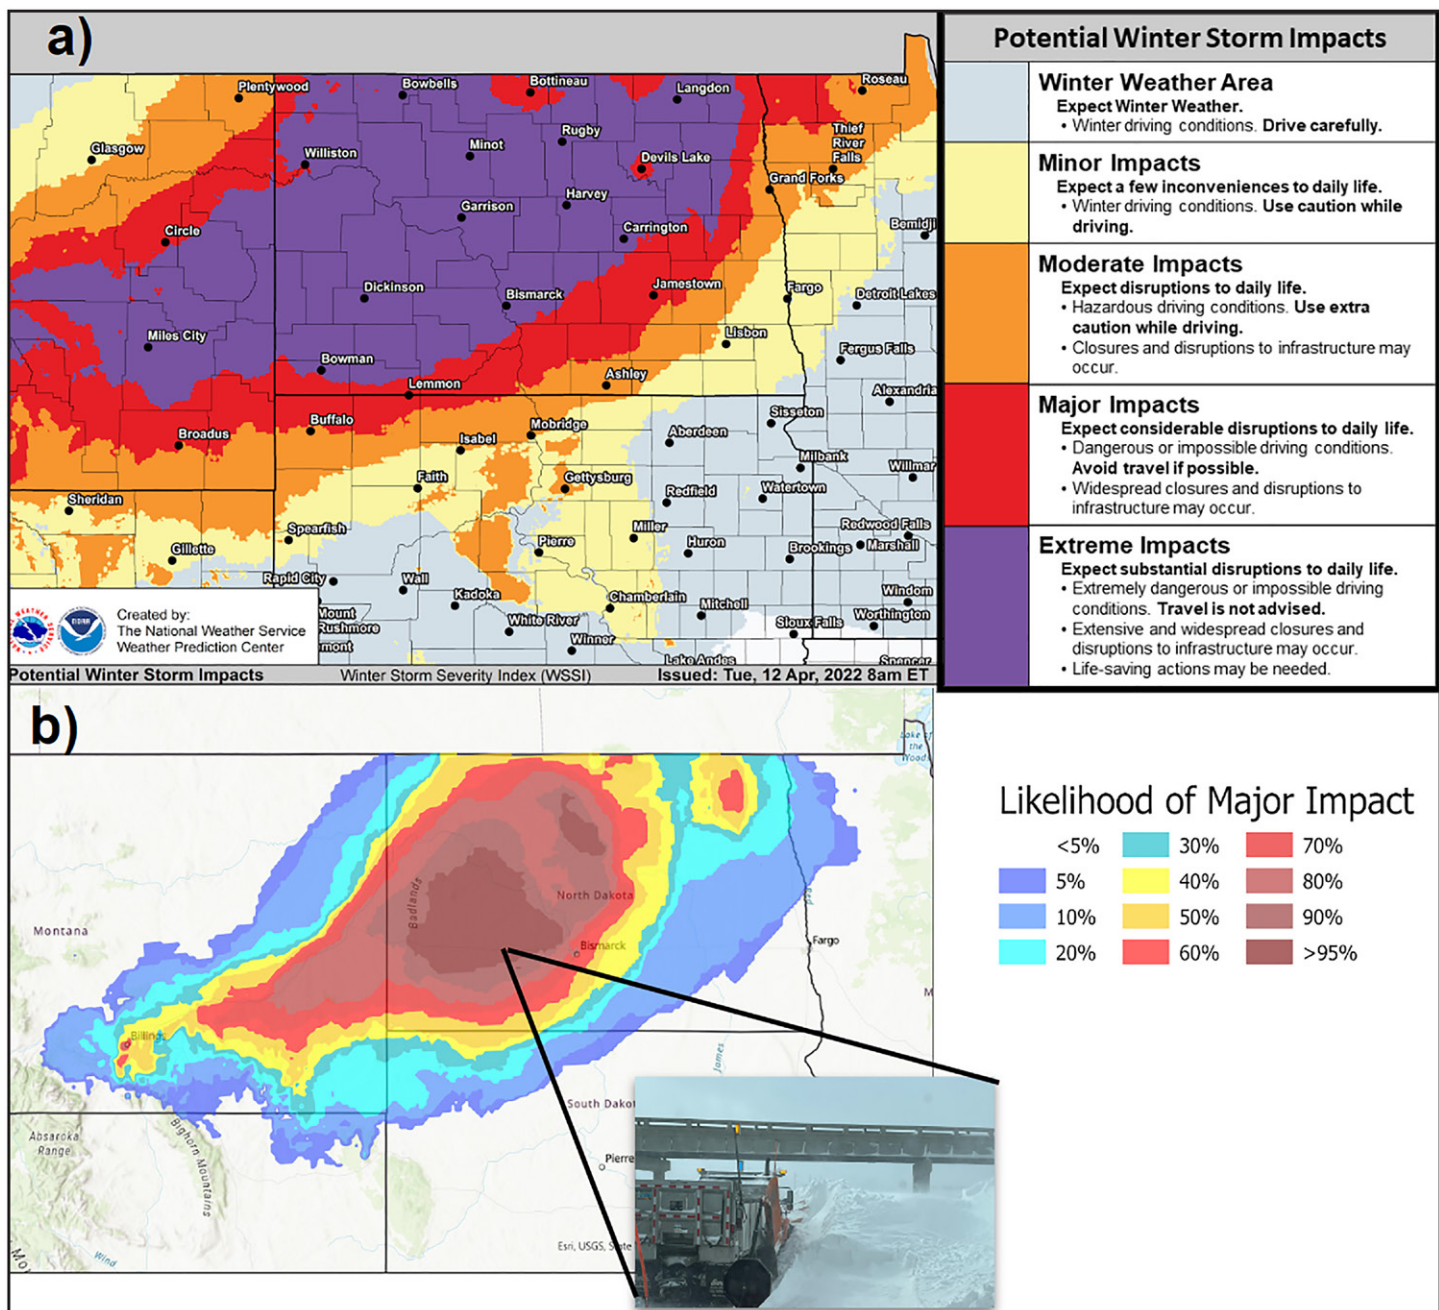 a)
Plentywood
Bowbells
Bottineau
Langdon
Roseau
Glasgow
Williston
Minot
Rugby
Devils Lake
Thief
River
Falls
Grand Forks
Garrison
Harvey
Circle
Carrington
Bemidji
Dickinson
Bismarck
Jamestown
Fargo
Detroit Lakes
Miles City
Lisbon
Bowman
Fergus Falls
Lemmon
Ashley
Alexandria
Buffalo
Mobridge
Sisseton
Broadus
Isabel
Aberdeen
Milbank
Willmar
Faith
Gettysburg
Sheridan
Redfield
Watertown
Spearfish
Miller
Redwood Falls
Gillette
Pierre
Huron
Brookings
Marshall
Rapid City
Wall
Kadoka
Chamberlain
Mitchell
Windom
Mount
Rushmore
White River
Sioux Falls
Worthington
Winner
Lake Andes
Spencer
NOAA
Created by:
The National Weather Service
Weather Prediction Center
Potential Winter Storm Impacts
Winter Storm Severity Index (WSSI)
Issued: Tue, 12 Apr, 2022 8am ET
Potential Winter Storm Impacts
Winter Weather Area
Expect Winter Weather.
• Winter driving conditions. Drive carefully.
Minor Impacts
Expect a few inconveniences to daily life.
• Winter driving conditions. Use caution while
driving.
Moderate Impacts
Expect disruptions to daily life.
• Hazardous driving conditions. Use extra
caution while driving.
• Closures and disruptions to infrastructure may
occur.
Major Impacts
Expect considerable disruptions to daily life.
• Dangerous or impossible driving conditions.
Avoid travel if possible.
• Widespread closures and disruptions to
infrastructure may occur.
Extreme Impacts
Expect substantial disruptions to daily life.
• Extremely dangerous or impossible driving
conditions. Travel is not advised.
• Extensive and widespread closures and
disruptions to infrastructure may occur.
• Life-saving actions may be needed.
b)
Lake of
the
Woods
Badlands
North Dakota
Montana
Red
Bismarck
Fargo
Billings
James
South Dakot
Absaroka
Range
Bighorn Mountains
Pierre
Wind
Esri, USGS, State
Likelihood of Major Impact
<5%
30%
70%
5%
40%
80%
10%
50%
90%
20%
60%
>95%